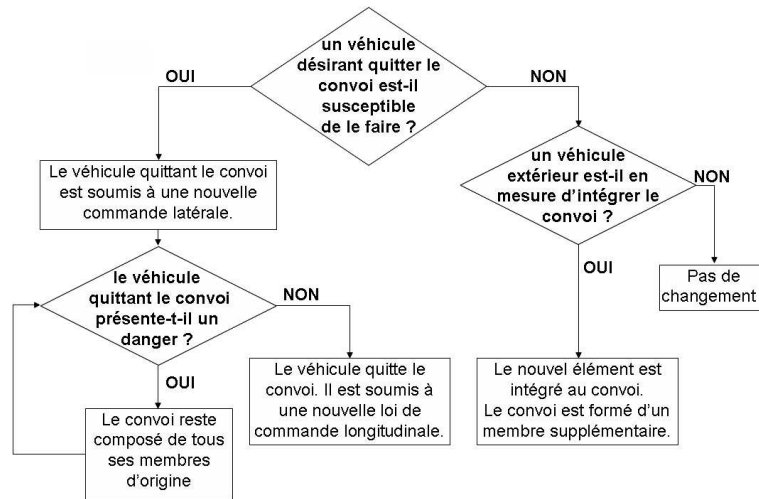 un véhicule
désirant quitter le
convoi est-il
susceptible
de le faire ?
OUI
NON
Le véhicule quittant le convoi
est soumis à une nouvelle
commande latérale.
un véhicule
extérieur est-il en
mesure d'intégrer le
convoi ?
NON
OUI
Pas de
changement
le véhicule
quittant le convoi
présente-t-il un
danger ?
NON
OUI
Le véhicule quitte le
convoi. Il est soumis à
une nouvelle loi de
commande longitudinale.
Le nouvel élément est
intégré au convoi.
Le convoi est formé d'un
membre supplémentaire.
Le convoi reste
composé de tous
ses membres
d'origine